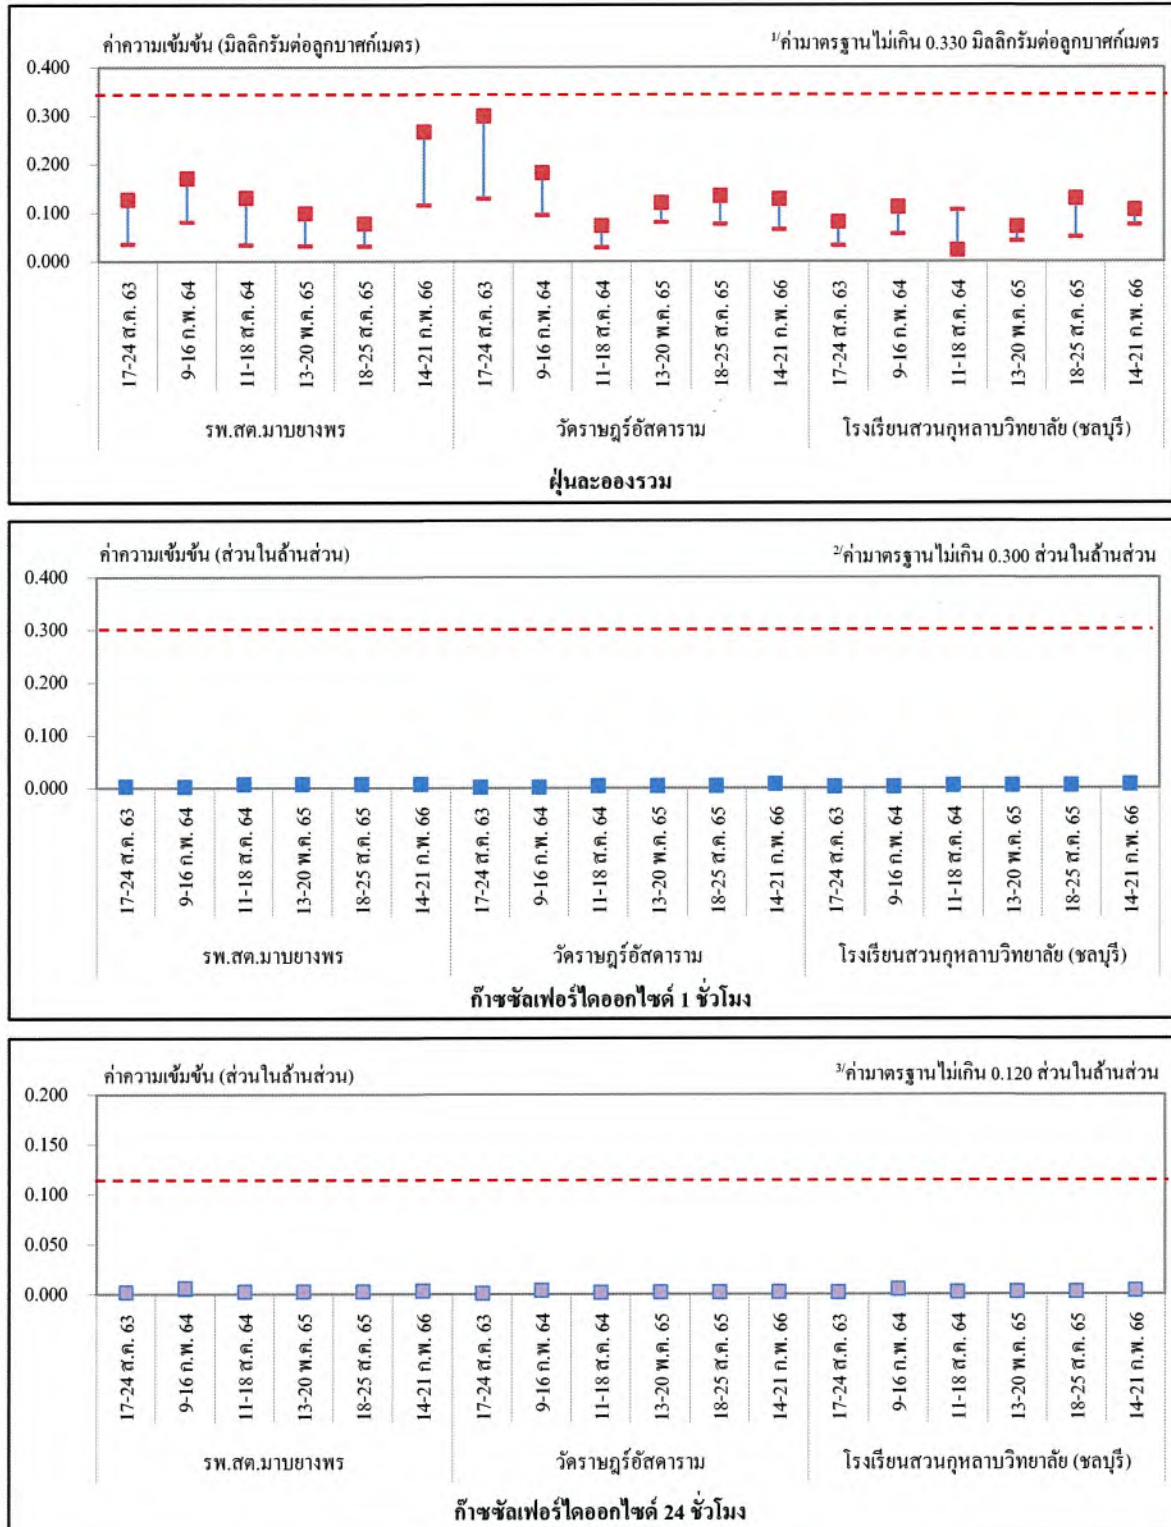 ค่าความเข้มข้น (มิลลิกรัมต่อลูกบาศก์เมตร) 1/ค่ามาตรฐานไม่เกิน 0.330 มิลลิกรัมต่อลูกบาศก์เมตร
0.400
0.300
0.200
0.100
0.000
17-24 ส.ค. 63 9-16 ก.พ. 64 11-18 ส.ค. 64 13-20 พ.ค. 65 18-25 ส.ค. 65 14-21 ก.พ. 66 17-24 ส.ค. 63 9-16 ก.พ. 64 11-18 ส.ค. 64 13-20 พ.ค. 65 18-25 ส.ค. 65 14-21 ก.พ. 66 17-24 ส.ค. 63 9-16 ก.พ. 64 11-18 ส.ค. 64 13-20 พ.ค. 65 18-25 ส.ค. 65 14-21 ก.พ. 66
รพ.สต.มาบยางพร วัดราษฎร์อัสดาราม โรงเรียนสวนกุหลาบวิทยาลัย (ชลบุรี)
ฝุ่นละอองรวม
ค่าความเข้มข้น (ส่วนในล้านส่วน) 2/ค่ามาตรฐานไม่เกิน 0.300 ส่วนในล้านส่วน
0.400
0.300
0.200
0.100
0.000
17-24 ส.ค. 63 9-16 ก.พ. 64 11-18 ส.ค. 64 13-20 พ.ค. 65 18-25 ส.ค. 65 14-21 ก.พ. 66 17-24 ส.ค. 63 9-16 ก.พ. 64 11-18 ส.ค. 64 13-20 พ.ค. 65 18-25 ส.ค. 65 14-21 ก.พ. 66 17-24 ส.ค. 63 9-16 ก.พ. 64 11-18 ส.ค. 64 13-20 พ.ค. 65 18-25 ส.ค. 65 14-21 ก.พ. 66
รพ.สต.มาบยางพร วัดราษฎร์อัสดาราม โรงเรียนสวนกุหลาบวิทยาลัย (ชลบุรี)
ก๊าซซัลเฟอร์ไดออกไซด์ 1 ชั่วโมง
ค่าความเข้มข้น (ส่วนในล้านส่วน) 3/ค่ามาตรฐานไม่เกิน 0.120 ส่วนในล้านส่วน
0.200
0.150
0.100
0.050
0.000
17-24 ส.ค. 63 9-16 ก.พ. 64 11-18 ส.ค. 64 13-20 พ.ค. 65 18-25 ส.ค. 65 14-21 ก.พ. 66 17-24 ส.ค. 63 9-16 ก.พ. 64 11-18 ส.ค. 64 13-20 พ.ค. 65 18-25 ส.ค. 65 14-21 ก.พ. 66 17-24 ส.ค. 63 9-16 ก.พ. 64 11-18 ส.ค. 64 13-20 พ.ค. 65 18-25 ส.ค. 65 14-21 ก.พ. 66
รพ.สต.มาบยางพร วัดราษฎร์อัสดาราม โรงเรียนสวนกุหลาบวิทยาลัย (ชลบุรี)
ก๊าซซัลเฟอร์ไดออกไซด์ 24 ชั่วโมง